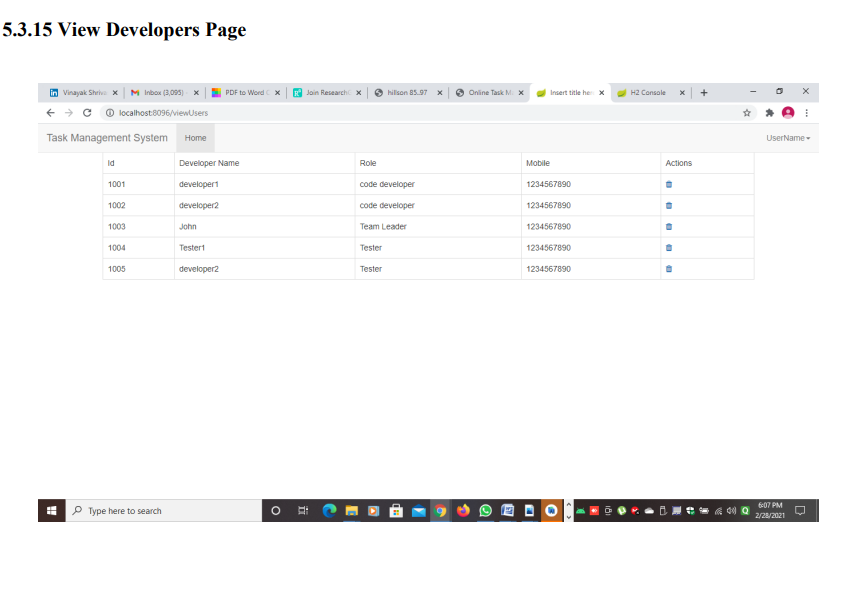 5.3.15 View Developers Page
Vinayak Shriva Inbox (3,095) PDF to Word Join Research hillson 85..97 Online Task Insert title her H2 Console
localhost:8096/viewUsers
Task Management System Home UserName
Id Developer Name Role Mobile Actions
1001 developer1 code developer 1234567890
1002 developer2 code developer 1234567890
1003 John Team Leader 1234567890
1004 Tester1 Tester 1234567890
1005 developer2 Tester 1234567890
Type here to search
6:07 PM
2/28/2021